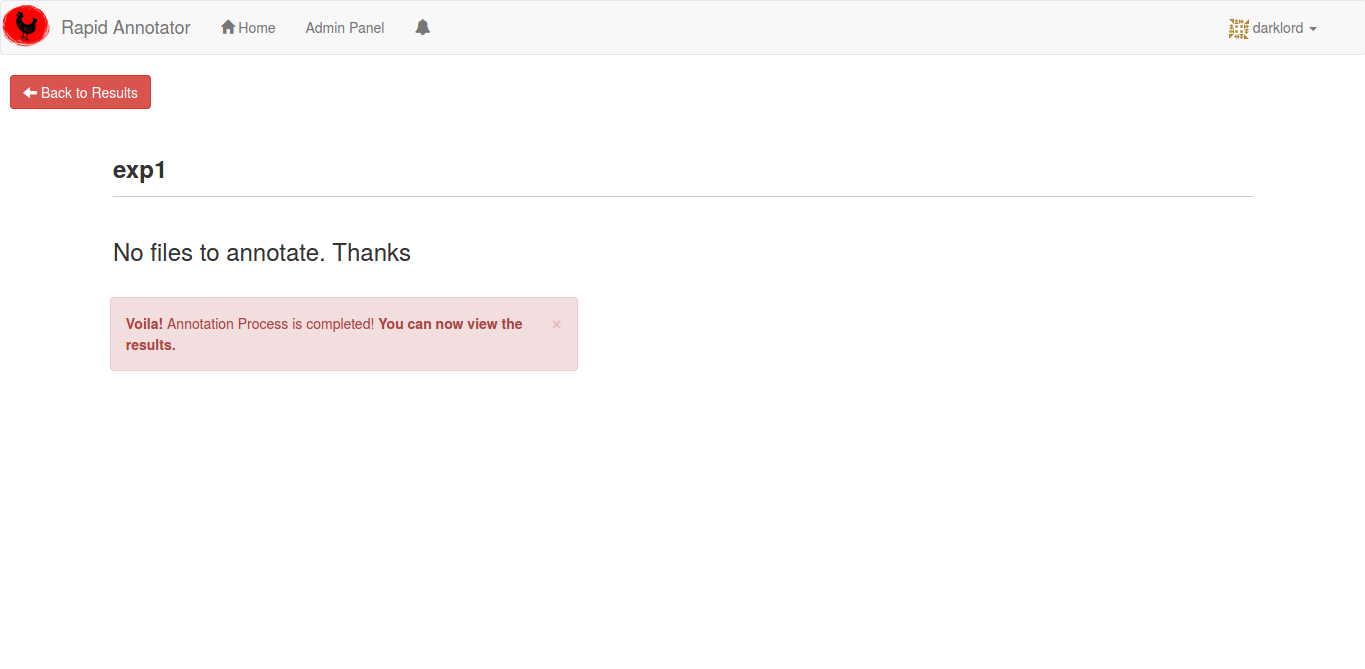 Rapid Annotator Home Admin Panel darklord
Back to Results
exp1
No files to annotate. Thanks
Voila! Annotation Process is completed! You can now view the ×
results.